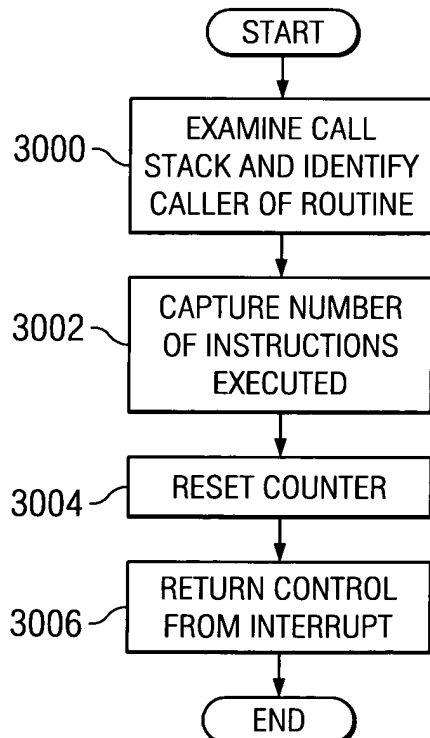 START
3000
EXAMINE CALL
STACK AND IDENTIFY
CALLER OF ROUTINE
3002
CAPTURE NUMBER
OF INSTRUCTIONS
EXECUTED
3004
RESET COUNTER
3006
RETURN CONTROL
FROM INTERRUPT
END